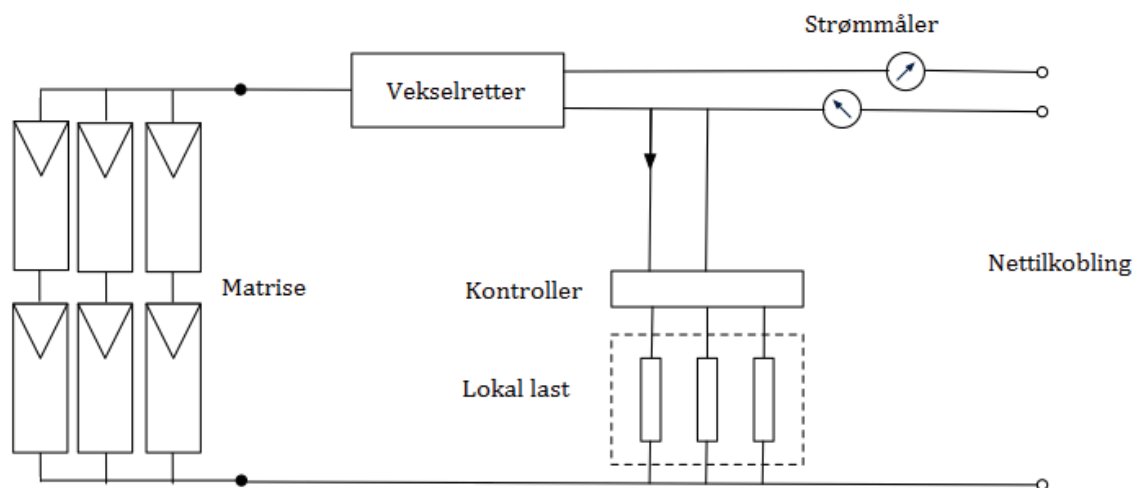 Strømmåler
Vekselretter
Matrise
Kontroller
Nettilkobling
Lokal last